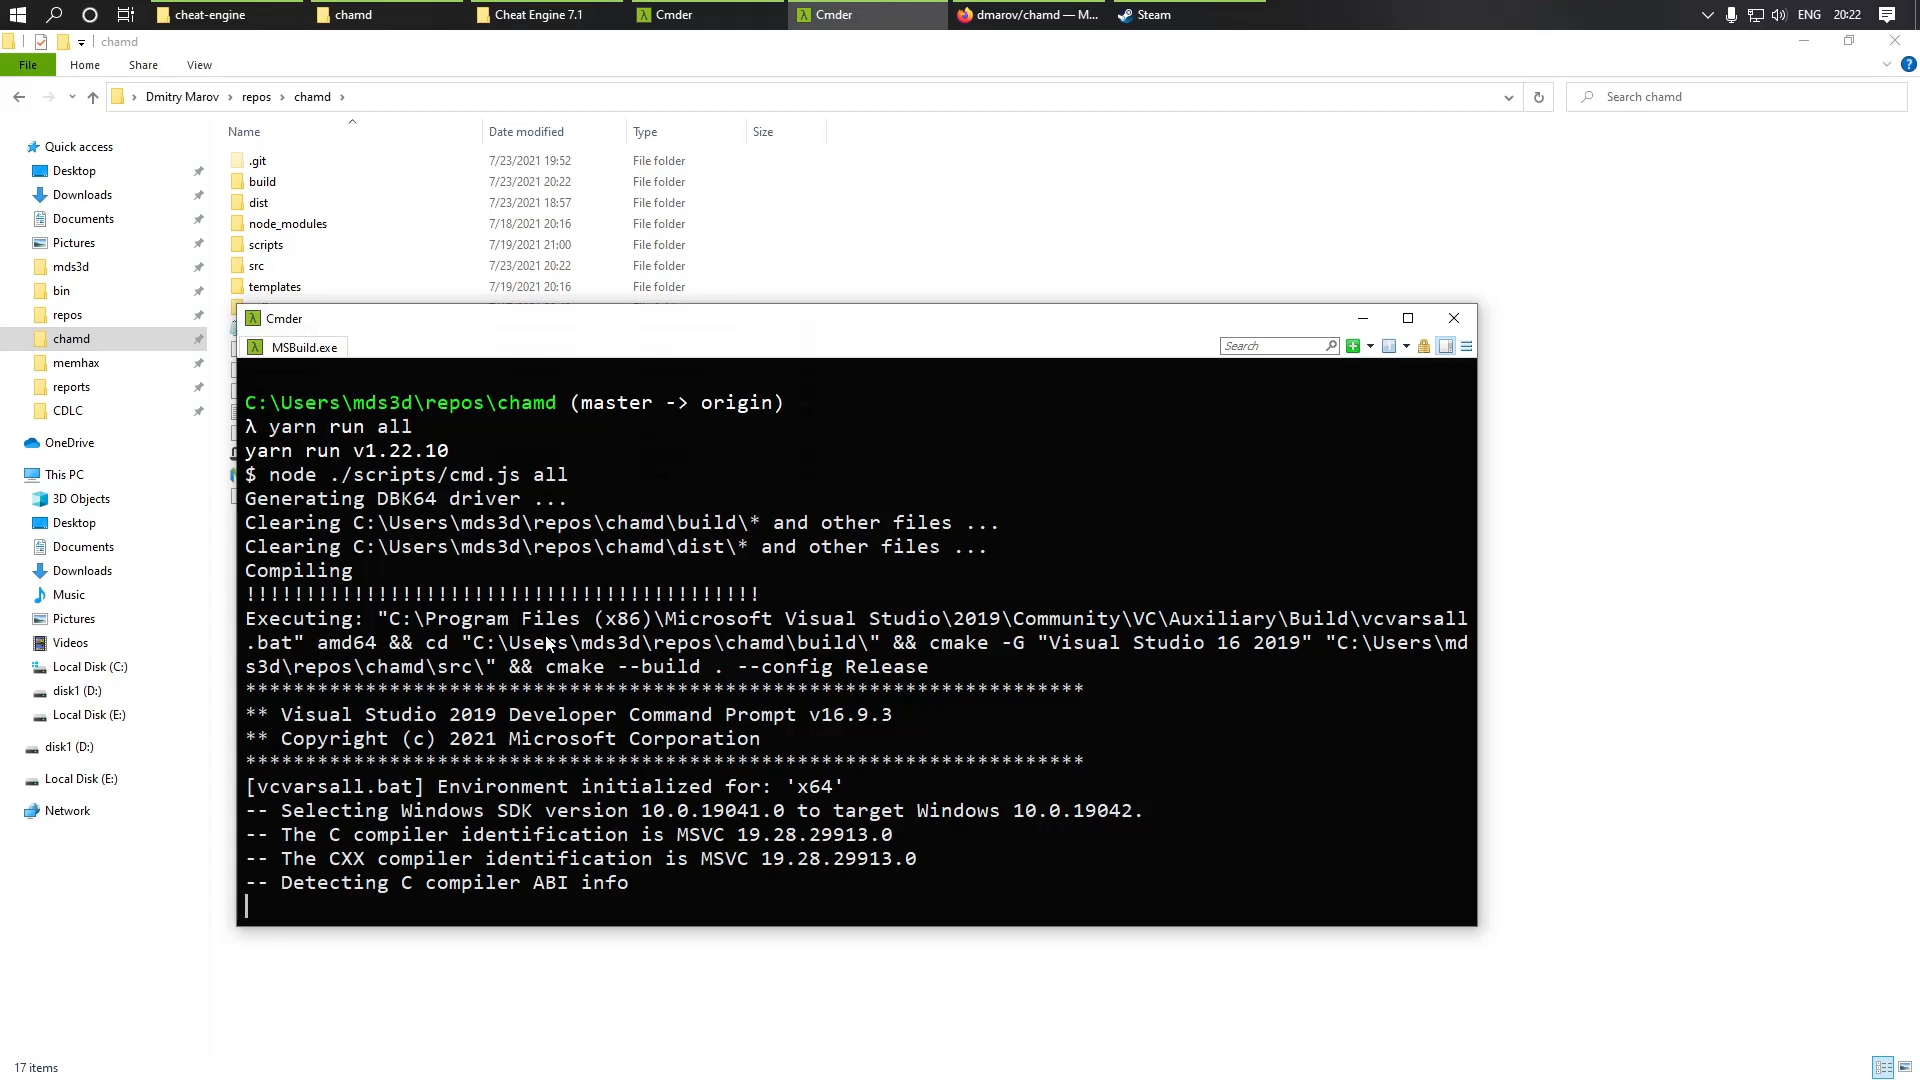 cheat-engine
chamd
Cheat Engine 7.1
Cmder
Cmder
dmarov/chamd — M...
Steam
ENG
20:22
chamd
File
Home
Share
View
Dmitry Marov
repos
chamd
Search chamd
Name
Date modified
Type
Size
Quick access
Desktop
Downloads
Documents
Pictures
mds3d
bin
repos
chamd
memhax
reports
CDLC
OneDrive
This PC
3D Objects
Desktop
Documents
Downloads
Music
Pictures
Videos
Local Disk (C:)
disk1 (D:)
Local Disk (E:)
disk1 (D:)
Local Disk (E:)
Network
.git 7/23/2021 19:52 File folder
build 7/23/2021 20:22 File folder
dist 7/23/2021 18:57 File folder
node_modules 7/18/2021 20:16 File folder
scripts 7/19/2021 21:00 File folder
src 7/23/2021 20:22 File folder
templates 7/19/2021 20:16 File folder
Cmder
MSBuild.exe
Search
C:\Users\mds3d\repos\chamd (master -> origin)
λ yarn run all
yarn run v1.22.10
$ node ./scripts/cmd.js all
Generating DBK64 driver ...
Clearing C:\Users\mds3d\repos\chamd\build\* and other files ...
Clearing C:\Users\mds3d\repos\chamd\dist\* and other files ...
Compiling
!!!!!!!!!!!!!!!!!!!!!!!!!!!!!!!!!!!!!!!!!!!
Executing: "C:\Program Files (x86)\Microsoft Visual Studio\2019\Community\VC\Auxiliary\Build\vcvarsall
.bat" amd64 && cd "C:\Users\mds3d\repos\chamd\build\" && cmake -G "Visual Studio 16 2019" "C:\Users\md
s3d\repos\chamd\src\" && cmake --build . --config Release
**********************************************************************
** Visual Studio 2019 Developer Command Prompt v16.9.3
** Copyright (c) 2021 Microsoft Corporation
**********************************************************************
[vcvarsall.bat] Environment initialized for: 'x64'
-- Selecting Windows SDK version 10.0.19041.0 to target Windows 10.0.19042.
-- The C compiler identification is MSVC 19.28.29913.0
-- The CXX compiler identification is MSVC 19.28.29913.0
-- Detecting C compiler ABI info
17 items